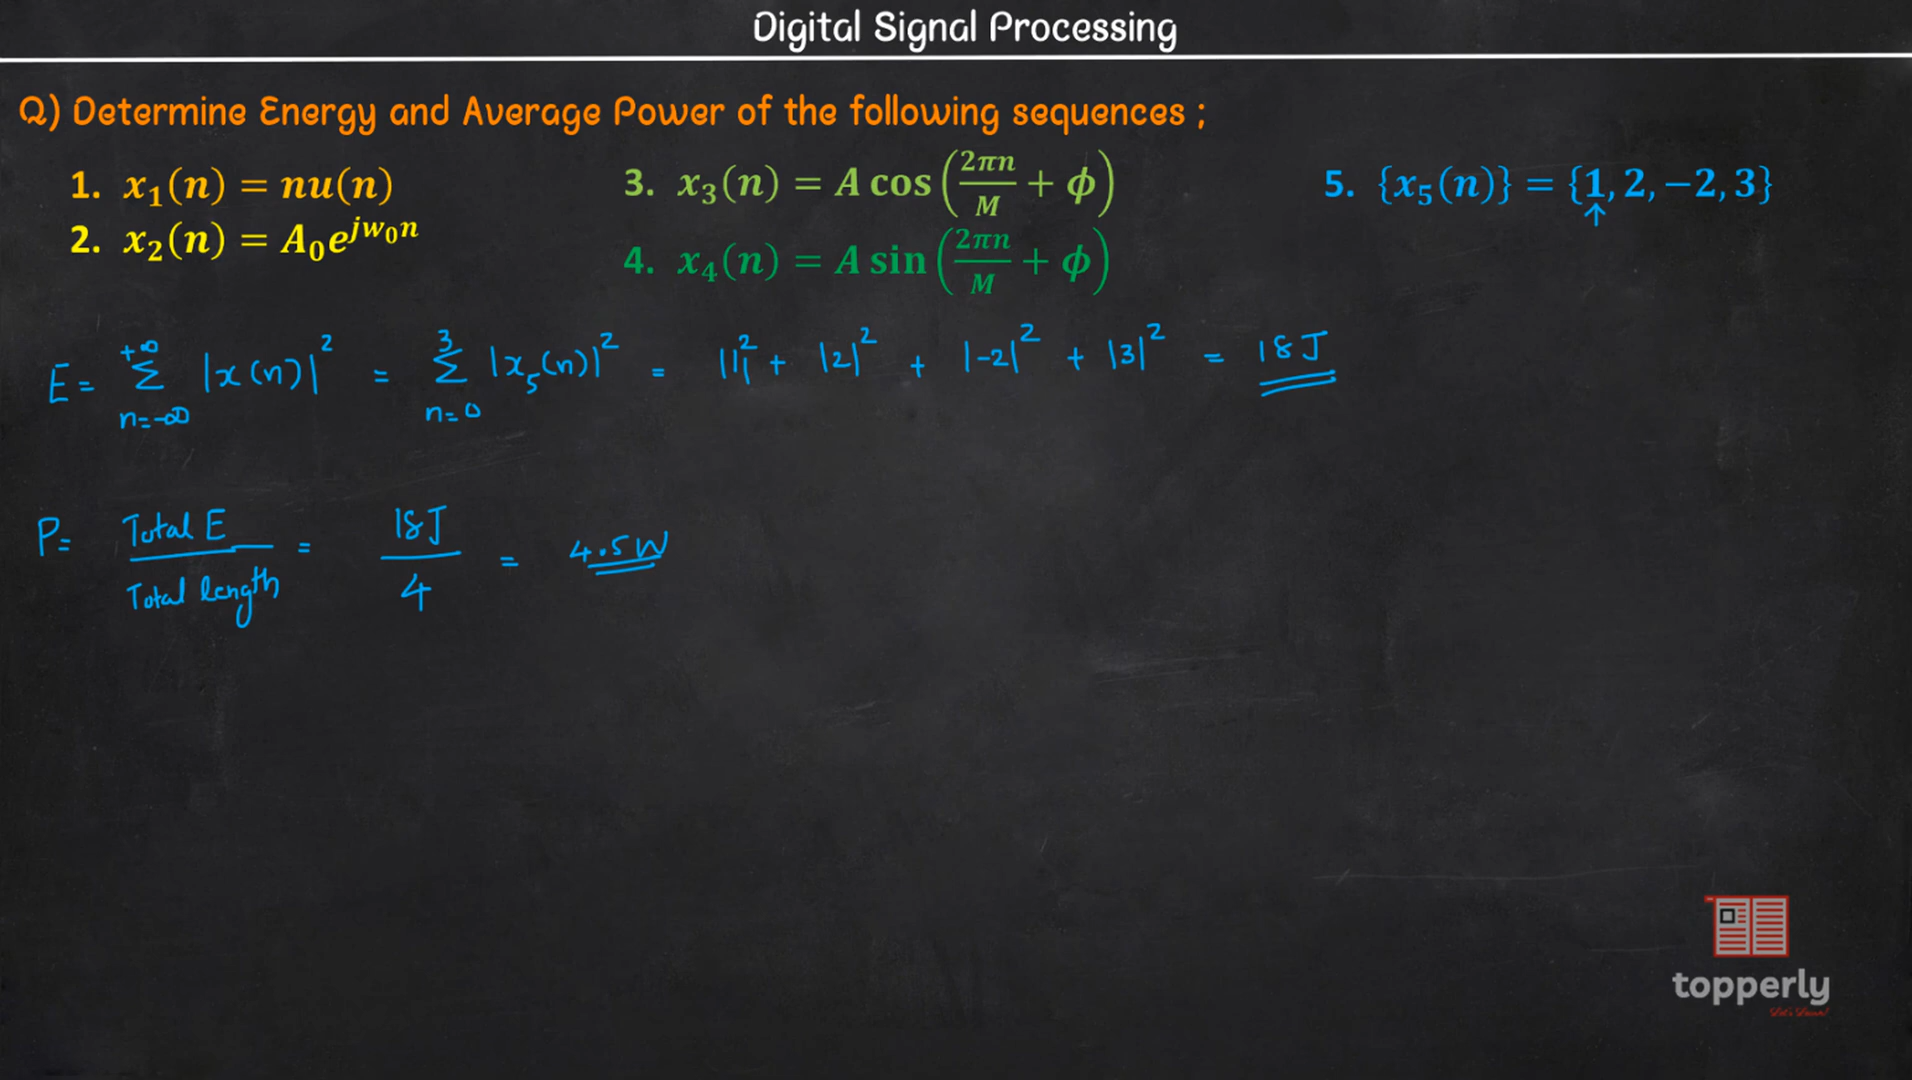 Digital Signal Processing
Q) Determine Energy and Average Power of the following sequences ;
1. x₁(n) = nu(n)
2. x₂(n) = A₀e^{jw₀n}
3. x₃(n) = A cos(2πn/M + ϕ)
4. x₄(n) = A sin(2πn/M + ϕ)
5. {x₅(n)} = {1, 2, −2, 3}
↑
E = Σ_{n=-∞}^{+∞} |x(n)|² = Σ_{n=0}^{3} |x₅(n)|² = |1|² + |2|² + |-2|² + |3|² = 18J
P = Total E / Total length = 18J / 4 = 4.5W
topperly